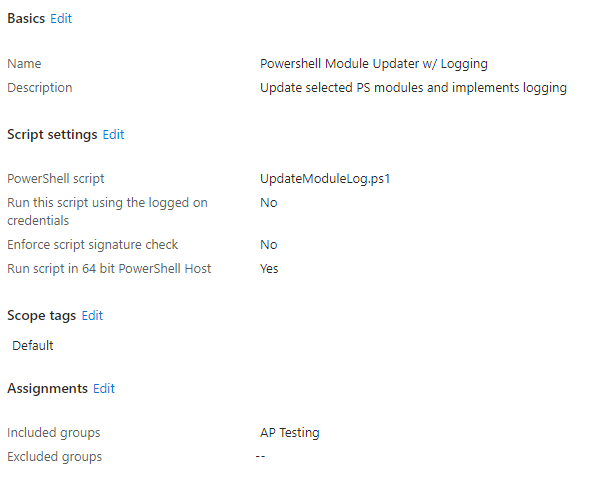 Basics Edit
Name Powershell Module Updater w/ Logging
Description Update selected PS modules and implements logging
Script settings Edit
PowerShell script UpdateModuleLog.ps1
Run this script using the logged on No
credentials
Enforce script signature check No
Run script in 64 bit PowerShell Host Yes
Scope tags Edit
Default
Assignments Edit
Included groups AP Testing
Excluded groups --